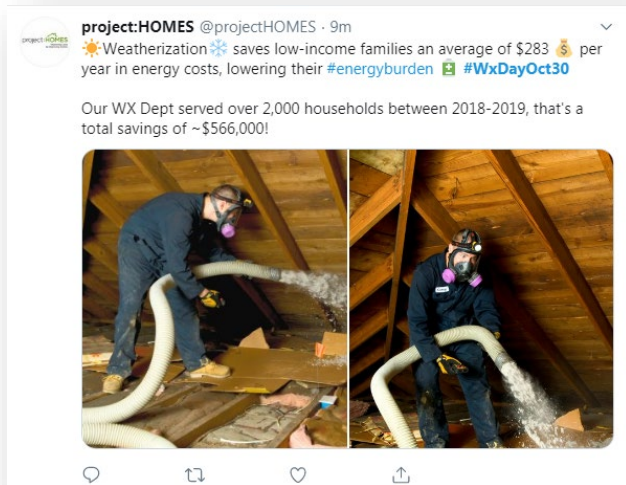 project:HOMES
project:HOMES @projectHOMES · 9m
☀Weatherization❄ saves low-income families an average of $283 💰 per
year in energy costs, lowering their #energyburden 🔋 #WxDayOct30
Our WX Dept served over 2,000 households between 2018-2019, that's a
total savings of ~$566,000!